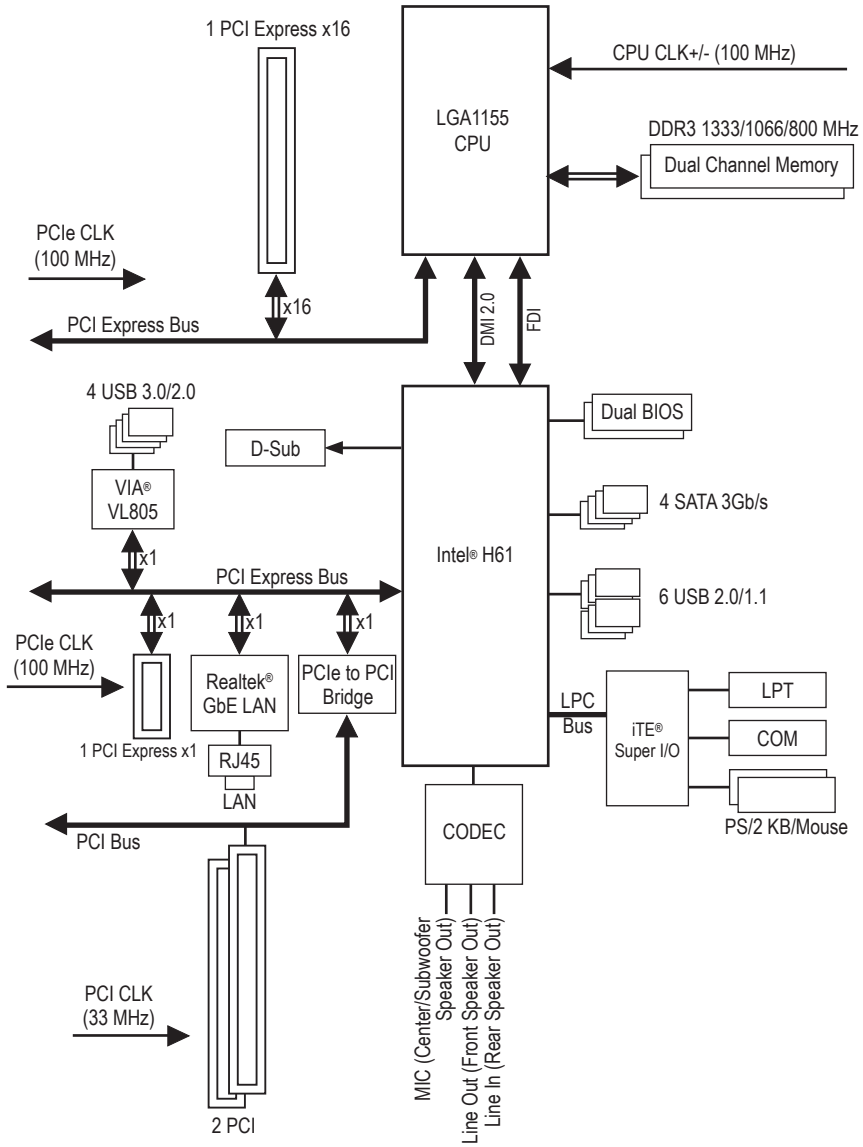 1 PCI Express x16
CPU CLK+/- (100 MHz)
LGA1155
CPU
DDR3 1333/1066/800 MHz
Dual Channel Memory
PCIe CLK
(100 MHz)
x16
PCI Express Bus
DMI 2.0
FDI
4 USB 3.0/2.0
Dual BIOS
D-Sub
VIA®
VL805
4 SATA 3Gb/s
x1
Intel® H61
PCI Express Bus
6 USB 2.0/1.1
x1
x1
x1
PCIe CLK
(100 MHz)
Realtek®
GbE LAN
PCIe to PCI
Bridge
LPC
Bus
iTE®
Super I/O
LPT
COM
PS/2 KB/Mouse
1 PCI Express x1
RJ45
LAN
PCI Bus
CODEC
MIC (Center/Subwoofer
Speaker Out)
Line Out (Front Speaker Out)
Line In (Rear Speaker Out)
PCI CLK
(33 MHz)
2 PCI